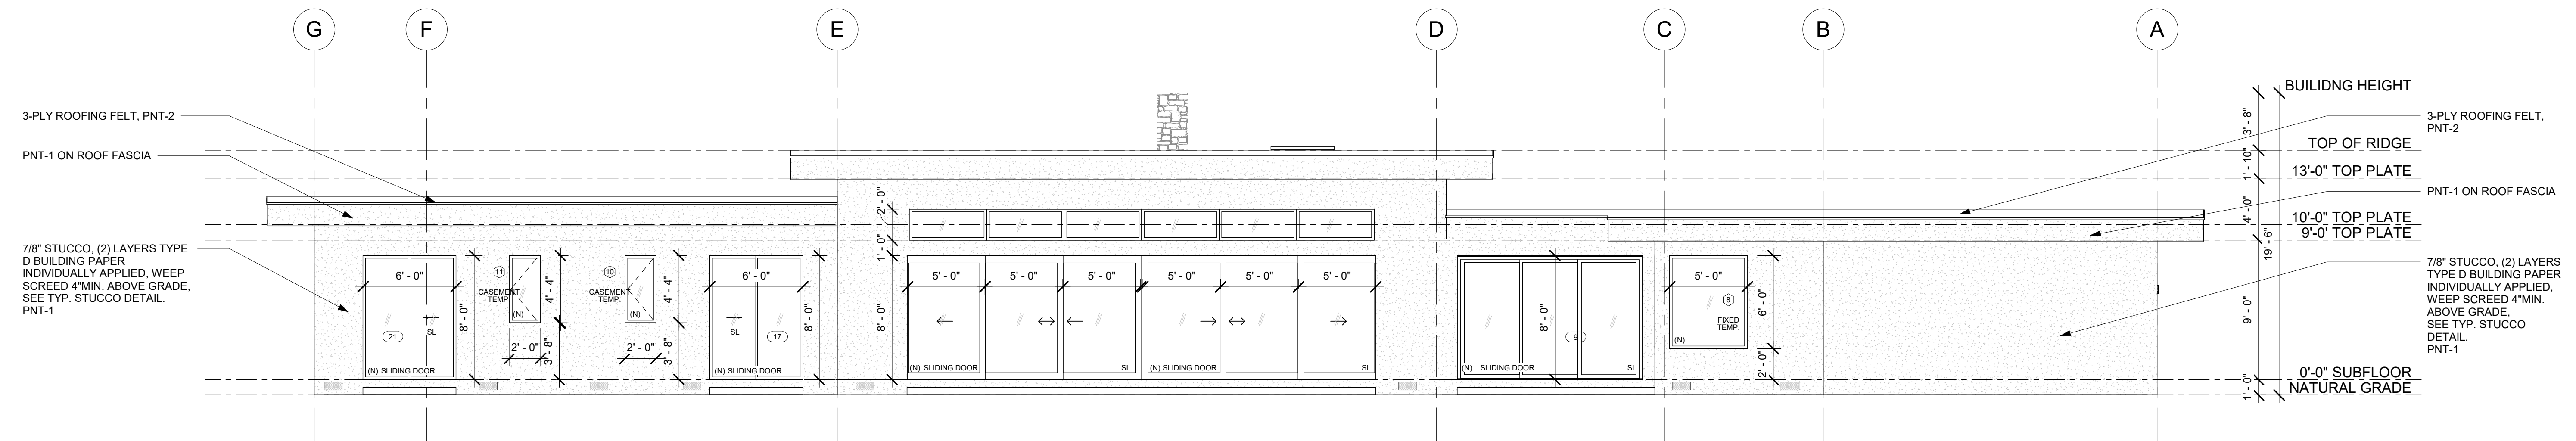 G
F
E
D
C
B
A
3-PLY ROOFING FELT, PNT-2
PNT-1 ON ROOF FASCIA
7/8" STUCCO, (2) LAYERS TYPE
D BUILDING PAPER
INDIVIDUALLY APPLIED, WEEP
SCREED 4"MIN. ABOVE GRADE,
SEE TYP. STUCCO DETAIL.
PNT-1
6' - 0"
21
SL
(N) SLIDING DOOR
8' - 0"
11
CASEMENT
TEMP.
(N)
2' - 0"
4' - 4"
3' - 8"
10
CASEMENT
TEMP.
(N)
2' - 0"
4' - 4"
3' - 8"
6' - 0"
SL
17
(N) SLIDING DOOR
8' - 0"
2' - 0"
1' - 0"
8' - 0"
5' - 0"
5' - 0"
5' - 0"
5' - 0"
5' - 0"
5' - 0"
(N) SLIDING DOOR
SL
(N) SLIDING DOOR
SL
8' - 0"
9
(N) SLIDING DOOR
SL
5' - 0"
8
FIXED
TEMP.
(N)
6' - 0"
2' - 0"
3' - 8"
1' - 10"
4' - 0"
9' - 0"
1' - 0"
19' - 6"
BUILIDNG HEIGHT
TOP OF RIDGE
13'-0" TOP PLATE
10'-0" TOP PLATE
9'-0' TOP PLATE
0'-0" SUBFLOOR
NATURAL GRADE
3-PLY ROOFING FELT,
PNT-2
PNT-1 ON ROOF FASCIA
7/8" STUCCO, (2) LAYERS
TYPE D BUILDING PAPER
INDIVIDUALLY APPLIED,
WEEP SCREED 4"MIN.
ABOVE GRADE,
SEE TYP. STUCCO
DETAIL.
PNT-1